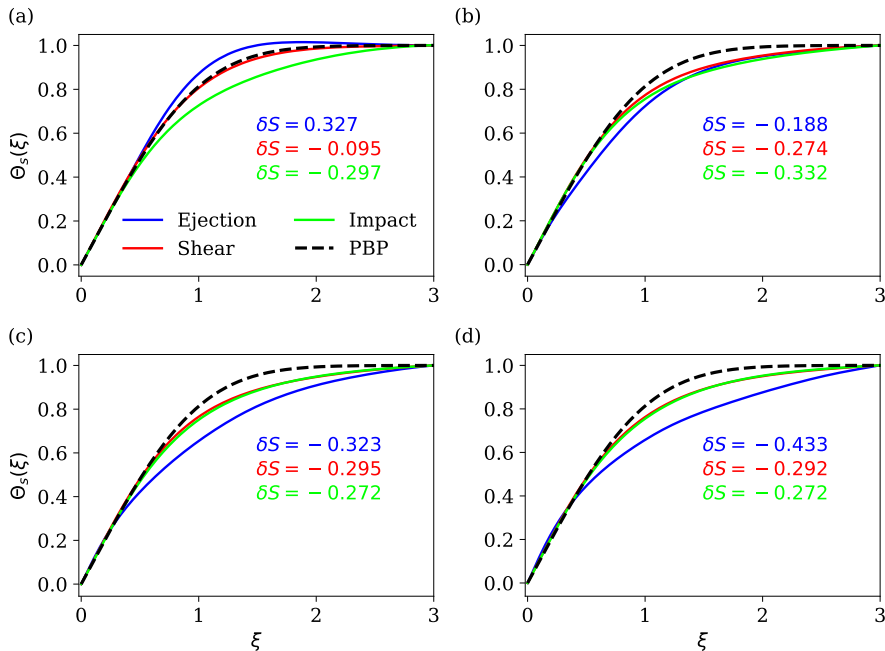 (a)
(b)
1.0
0.8
0.6
0.4
0.2
0.0
Θs(ξ)
δS = 0.327
δS = −0.095
δS = −0.297
Ejection
Shear
Impact
PBP
0 1 2 3
1.0
0.8
0.6
0.4
0.2
0.0
δS = −0.188
δS = −0.274
δS = −0.332
0 1 2 3
(c)
(d)
1.0
0.8
0.6
0.4
0.2
0.0
Θs(ξ)
δS = −0.323
δS = −0.295
δS = −0.272
0 1 2 3
ξ
1.0
0.8
0.6
0.4
0.2
0.0
δS = −0.433
δS = −0.292
δS = −0.272
0 1 2 3
ξ